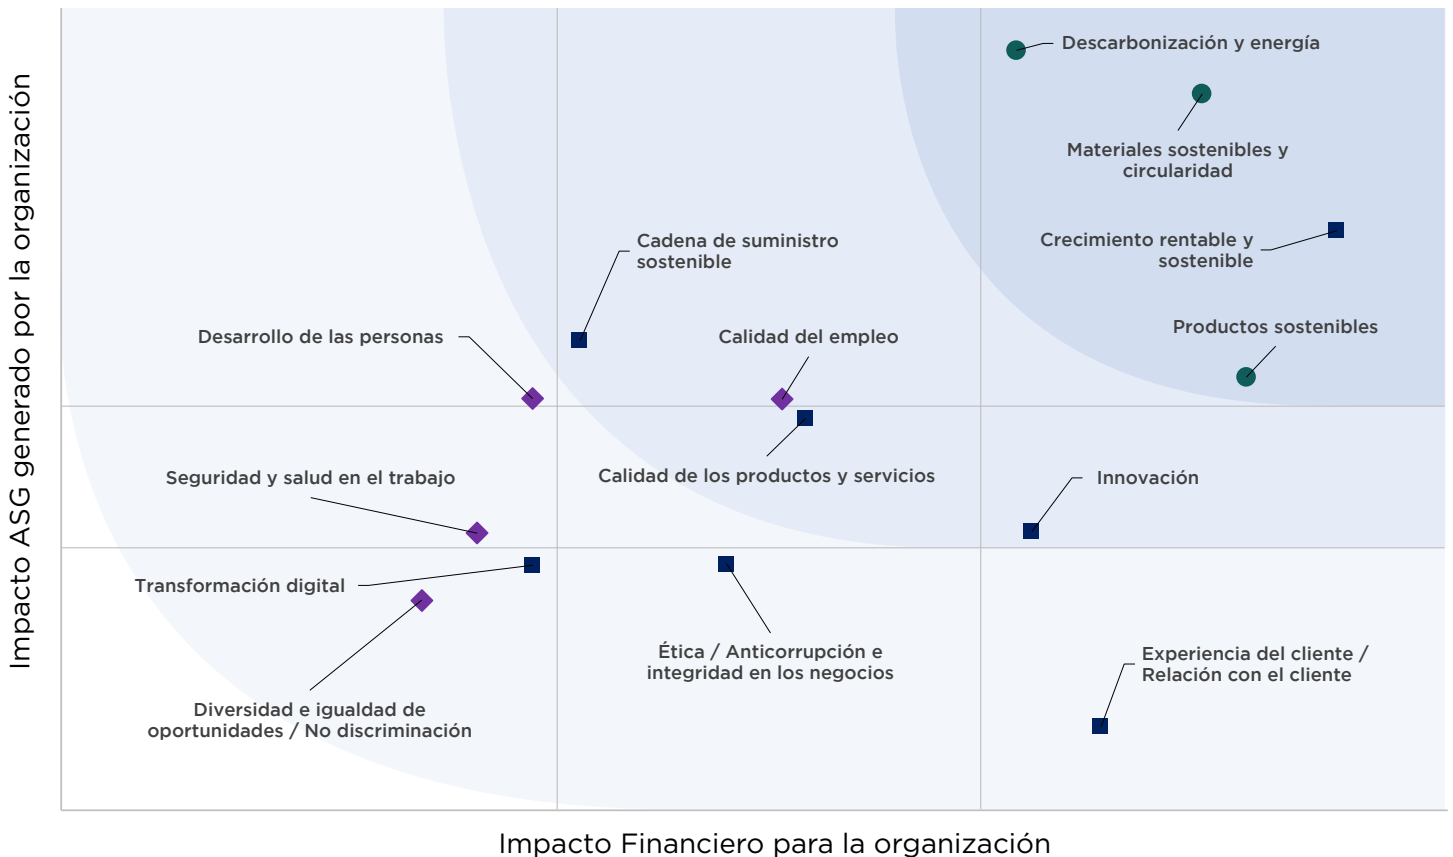 Impacto ASG generado por la organización
Descarbonización y energía
Materiales sostenibles y
circularidad
Cadena de suministro
sostenible
Crecimiento rentable y
sostenible
Desarrollo de las personas
Calidad del empleo
Productos sostenibles
Seguridad y salud en el trabajo
Calidad de los productos y servicios
Innovación
Transformación digital
Ética / Anticorrupción e
integridad en los negocios
Experiencia del cliente /
Relación con el cliente
Diversidad e igualdad de
oportunidades / No discriminación
Impacto Financiero para la organización